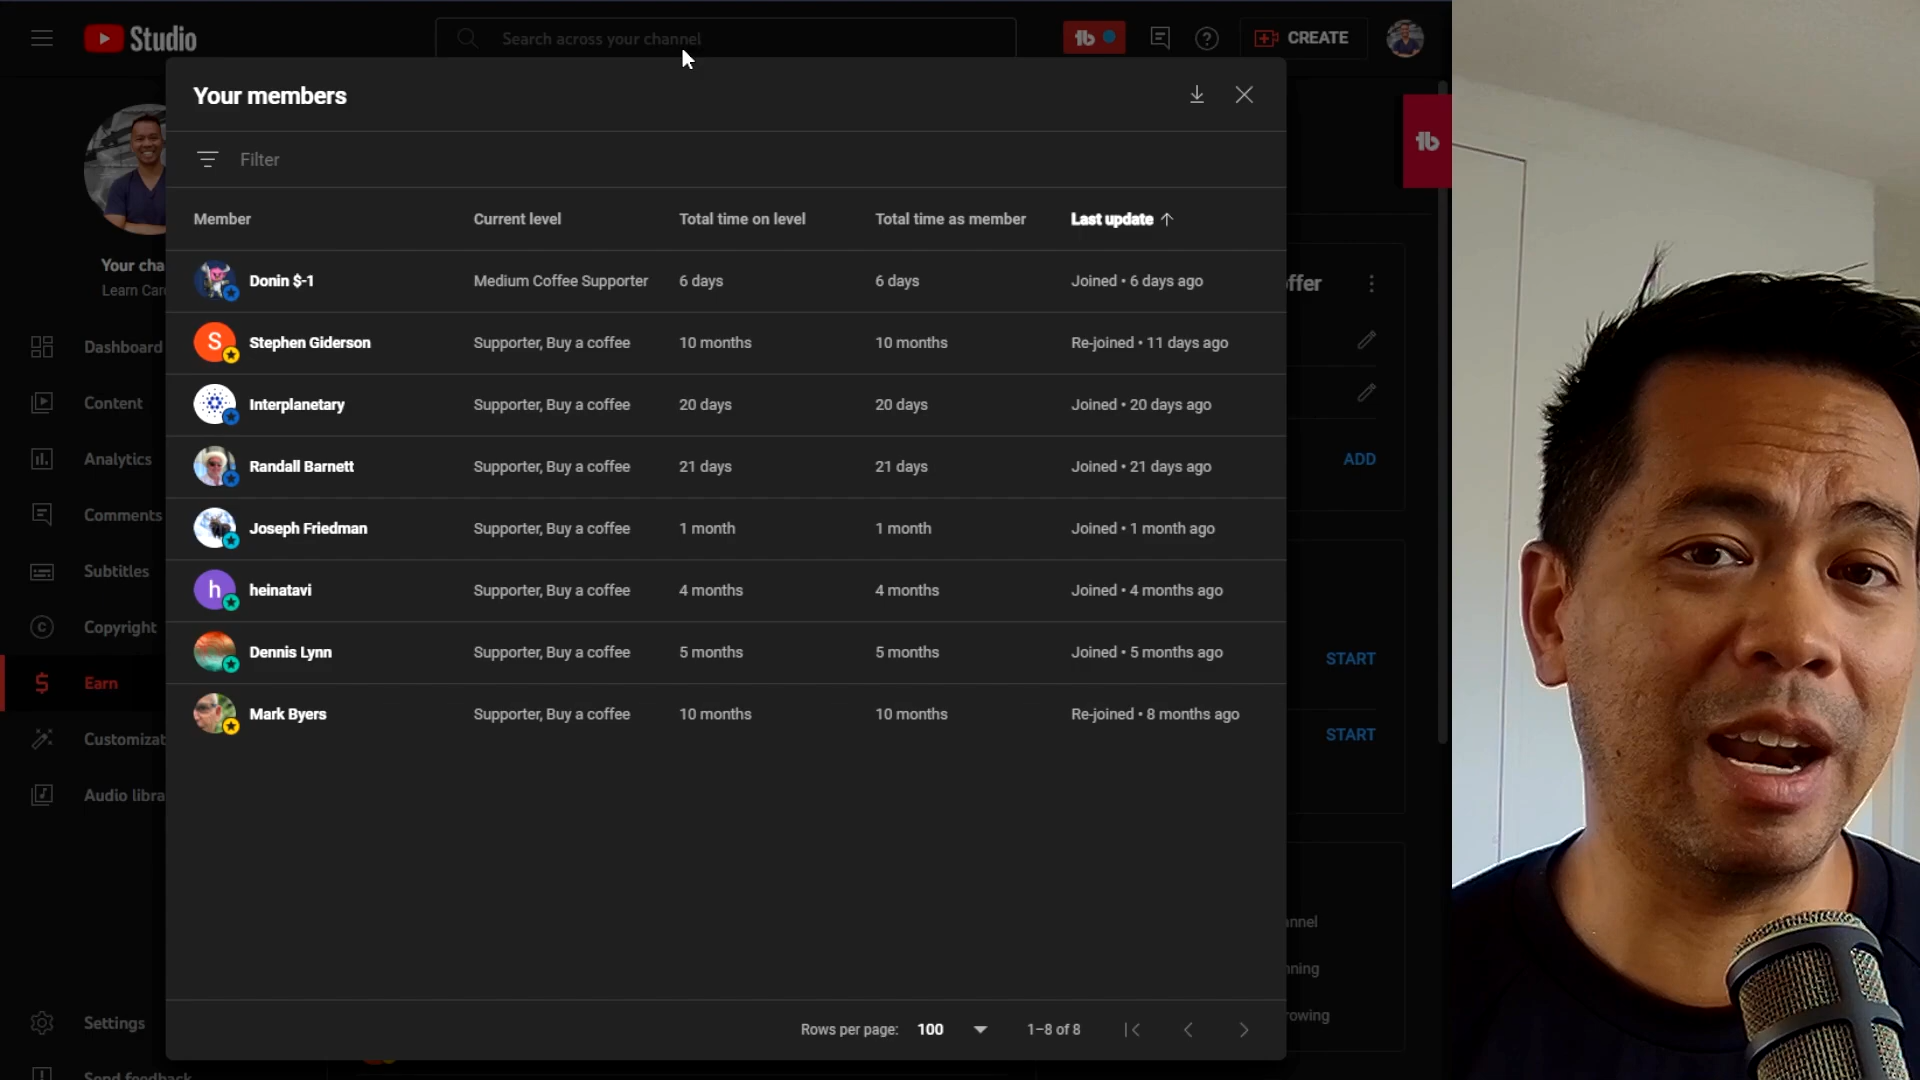 Studio
Search across your channel
CREATE
Your members
Filter
Member Current level Total time on level Total time as member Last update
Donin $-1 Medium Coffee Supporter 6 days 6 days Joined • 6 days ago
S Stephen Giderson Supporter, Buy a coffee 10 months 10 months Re-joined • 11 days ago
Interplanetary Supporter, Buy a coffee 20 days 20 days Joined • 20 days ago
Randall Barnett Supporter, Buy a coffee 21 days 21 days Joined • 21 days ago
Joseph Friedman Supporter, Buy a coffee 1 month 1 month Joined • 1 month ago
h heinatavi Supporter, Buy a coffee 4 months 4 months Joined • 4 months ago
Dennis Lynn Supporter, Buy a coffee 5 months 5 months Joined • 5 months ago
Mark Byers Supporter, Buy a coffee 10 months 10 months Re-joined • 8 months ago
Rows per page: 100 1–8 of 8
Your cha
Learn Car
Dashboard
Content
Analytics
Comments
Subtitles
Copyright
Earn
Customizat
Audio libra
Settings
Send feedback
ffer
ADD
START
START
nnel
ning
rowing